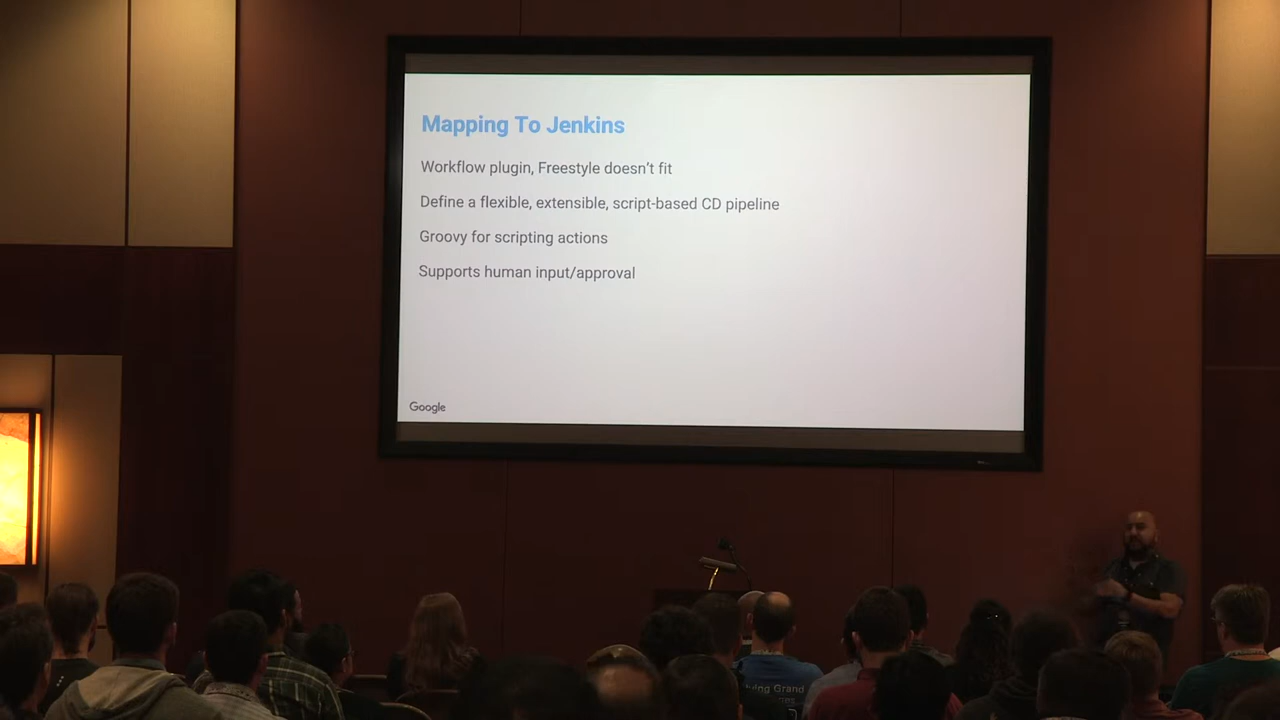 Mapping To Jenkins
Workflow plugin, Freestyle doesn't fit
Define a flexible, extensible, script-based CD pipeline
Groovy for scripting actions
Supports human input/approval
Google
Grand